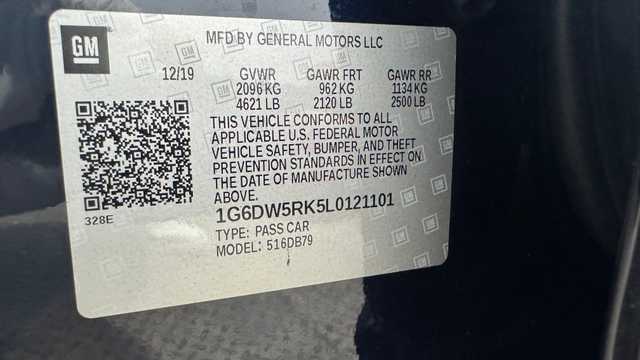 GM
MFD BY GENERAL MOTORS LLC
12/19 GVWR GAWR FRT GAWR RR
2096 KG 962 KG 1134 KG
4621 LB 2120 LB 2500 LB
THIS VEHICLE CONFORMS TO ALL
APPLICABLE U.S. FEDERAL MOTOR
VEHICLE SAFETY, BUMPER, AND THEFT
PREVENTION STANDARDS IN EFFECT ON
THE DATE OF MANUFACTURE SHOWN
ABOVE.
328E
1G6DW5RK5L0121101
TYPE: PASS CAR
MODEL: 516DB79